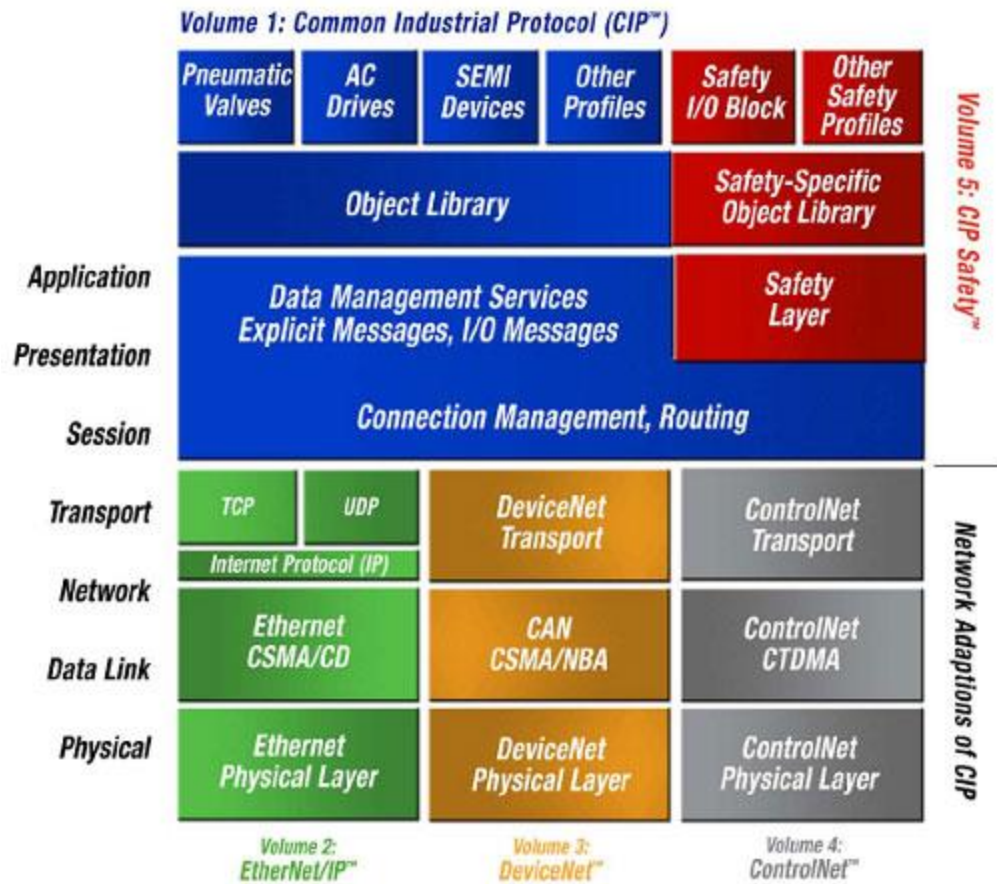 Volume 1: Common Industrial Protocol (CIP™)
Pneumatic
Valves
AC
Drives
SEMI
Devices
Other
Profiles
Safety
I/O Block
Other
Safety
Profiles
Object Library
Safety-Specific
Object Library
Volume 5: CIP Safety™
Application
Data Management Services
Explicit Messages, I/O Messages
Safety
Layer
Presentation
Session
Connection Management, Routing
Transport
TCP
UDP
DeviceNet
Transport
ControlNet
Transport
Internet Protocol (IP)
Network
Ethernet
CSMA/CD
CAN
CSMA/NBA
ControlNet
CTDMA
Data Link
Physical
Ethernet
Physical Layer
DeviceNet
Physical Layer
ControlNet
Physical Layer
Network Adaptions of CIP
Volume 2:
EtherNet/IP™
Volume 3:
DeviceNet™
Volume 4:
ControlNet™